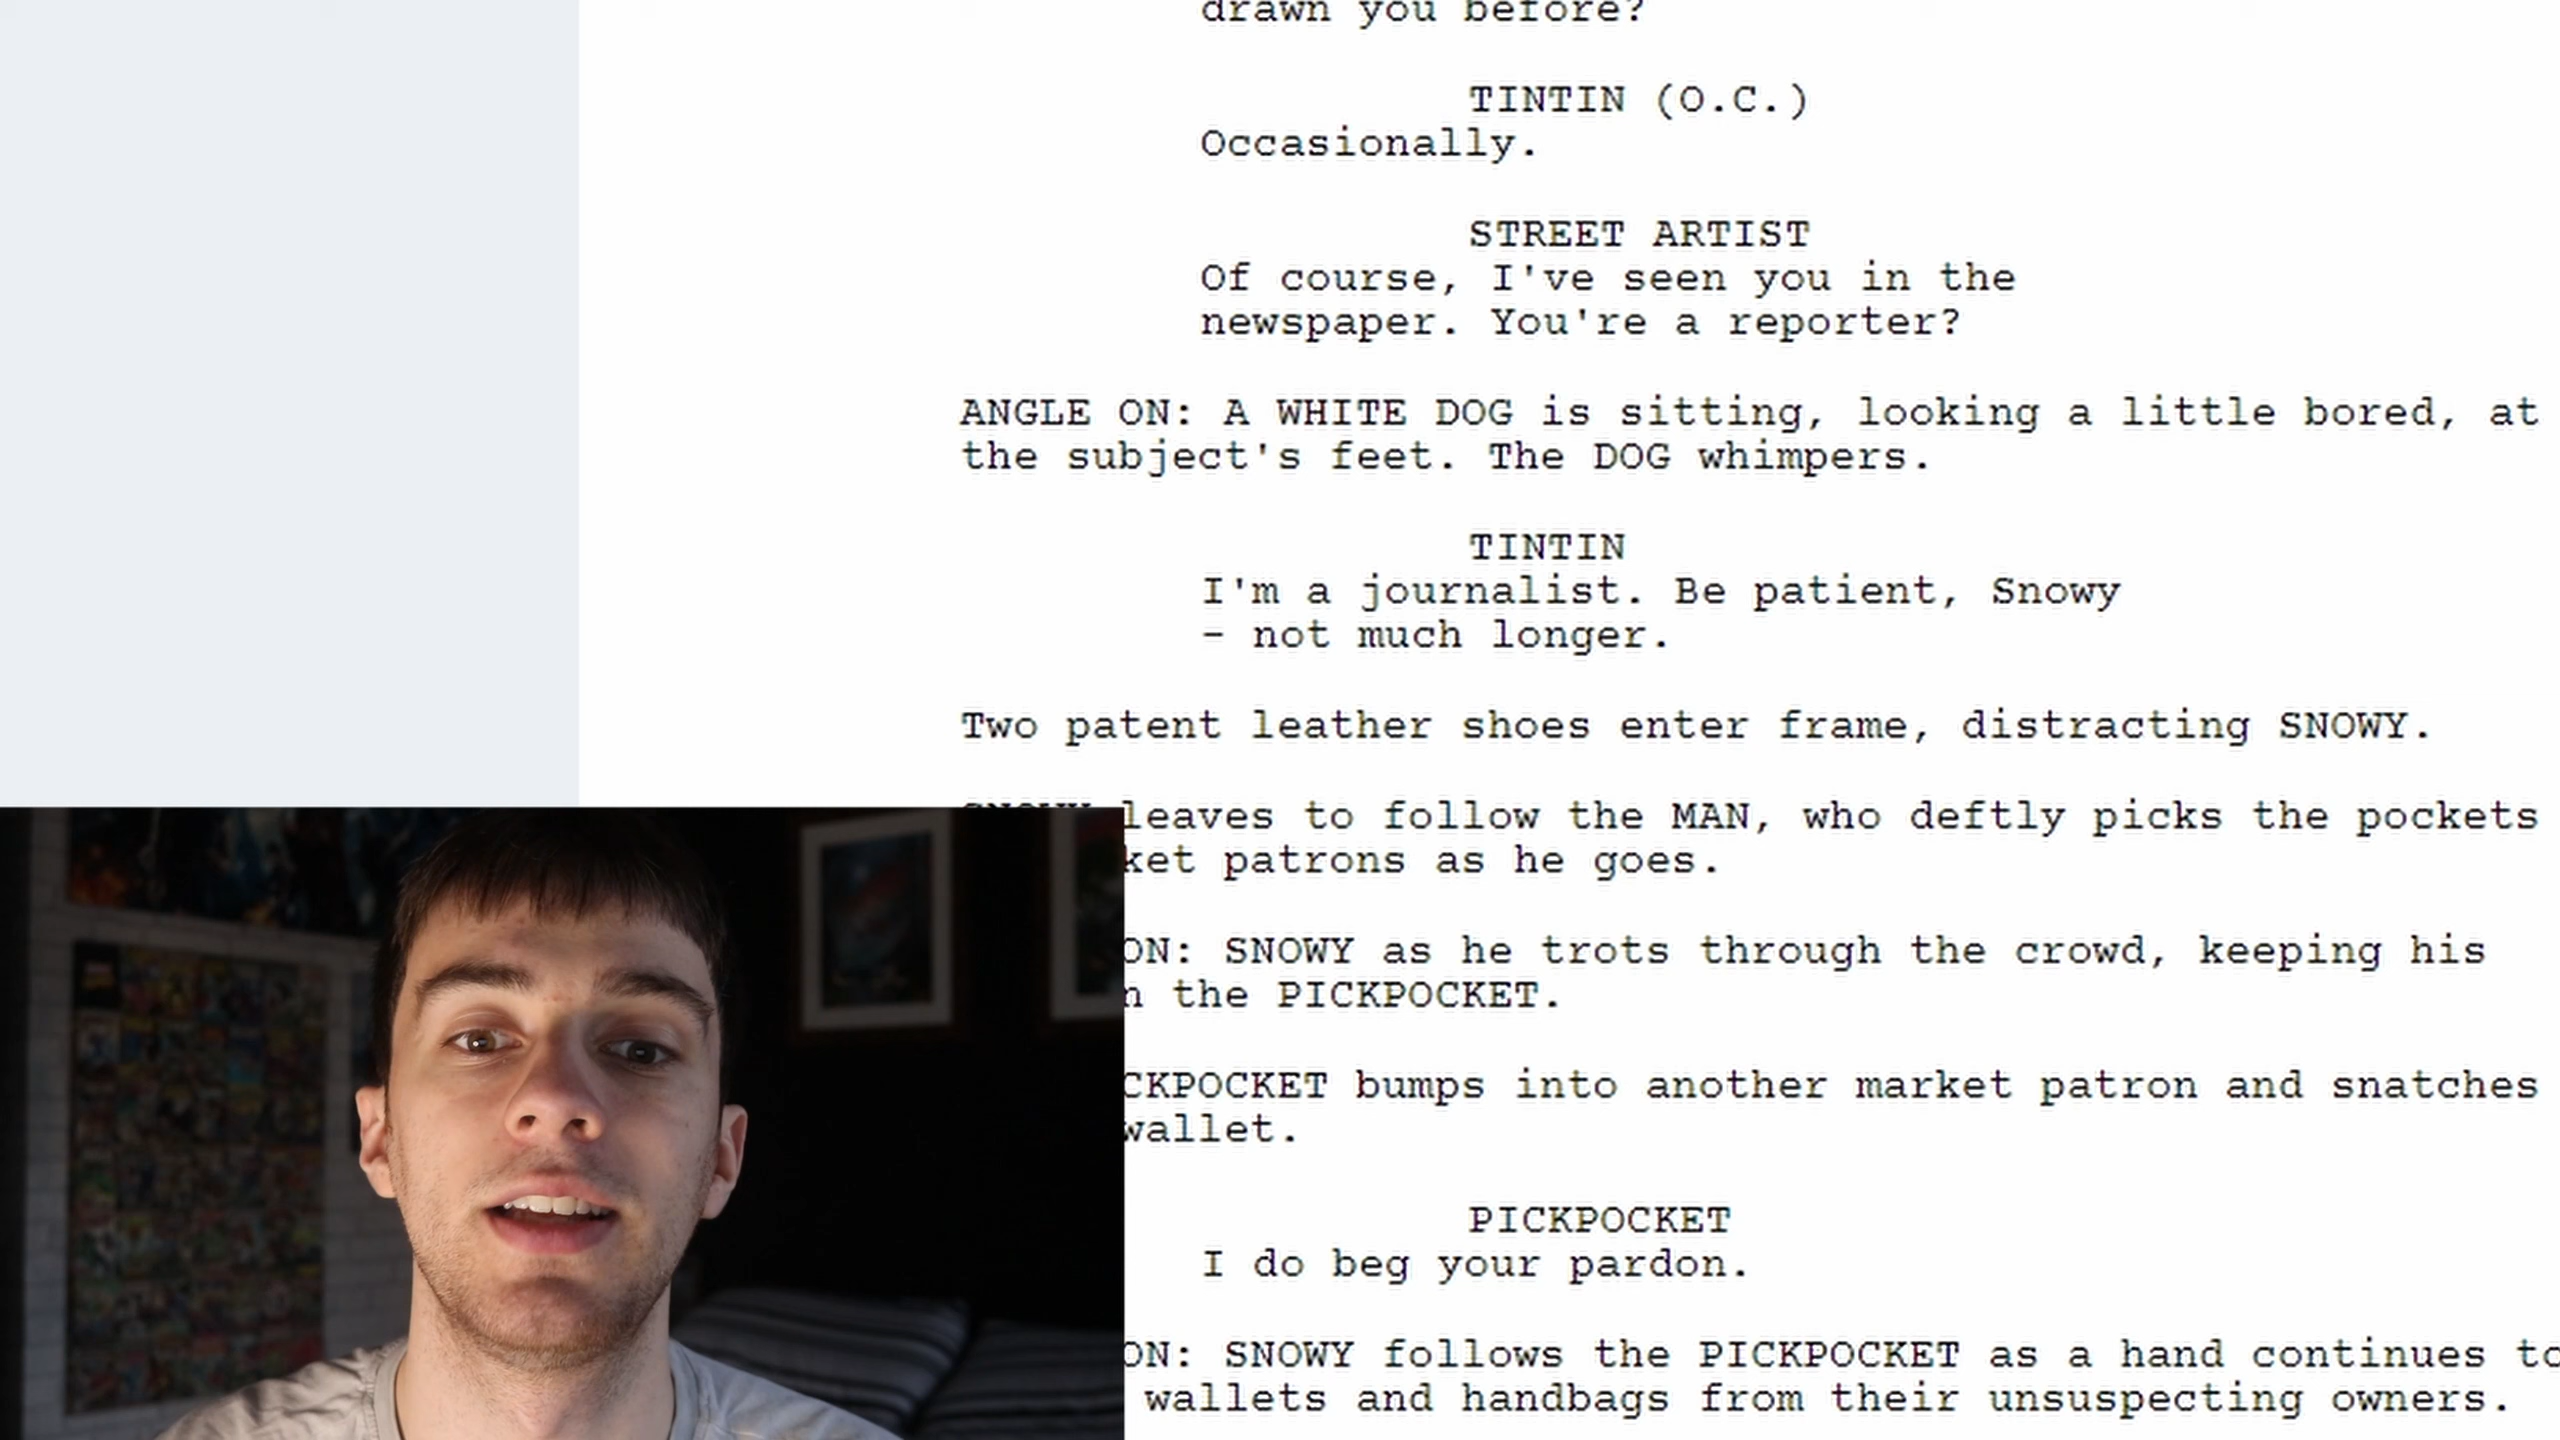 drawn you before?
TINTIN (O.C.)
Occasionally.
STREET ARTIST
Of course, I've seen you in the
newspaper. You're a reporter?
ANGLE ON: A WHITE DOG is sitting, looking a little bored, at
the subject's feet. The DOG whimpers.
TINTIN
I'm a journalist. Be patient, Snowy
- not much longer.
Two patent leather shoes enter frame, distracting SNOWY.
SNOWY leaves to follow the MAN, who deftly picks the pockets
ket patrons as he goes.
ON: SNOWY as he trots through the crowd, keeping his
n the PICKPOCKET.
CKPOCKET bumps into another market patron and snatches
wallet.
PICKPOCKET
I do beg your pardon.
ON: SNOWY follows the PICKPOCKET as a hand continues to
wallets and handbags from their unsuspecting owners.